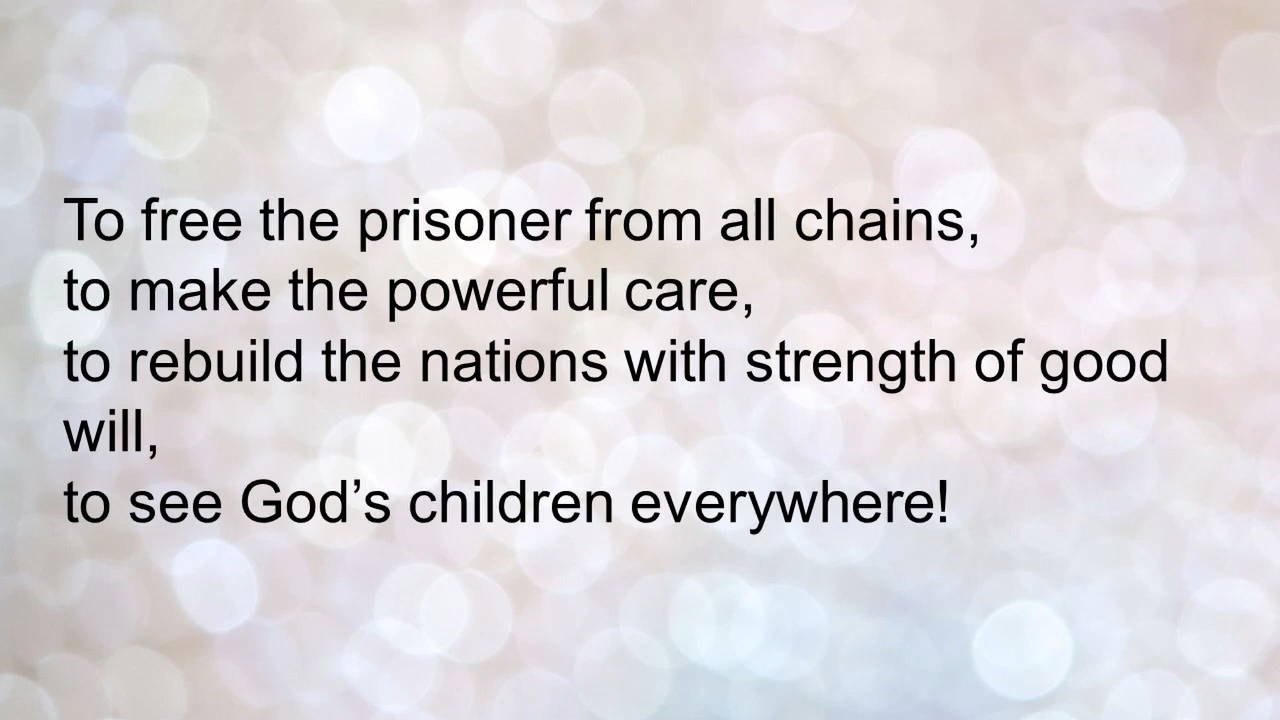 To free the prisoner from all chains,
to make the powerful care,
to rebuild the nations with strength of good
will,
to see God’s children everywhere!